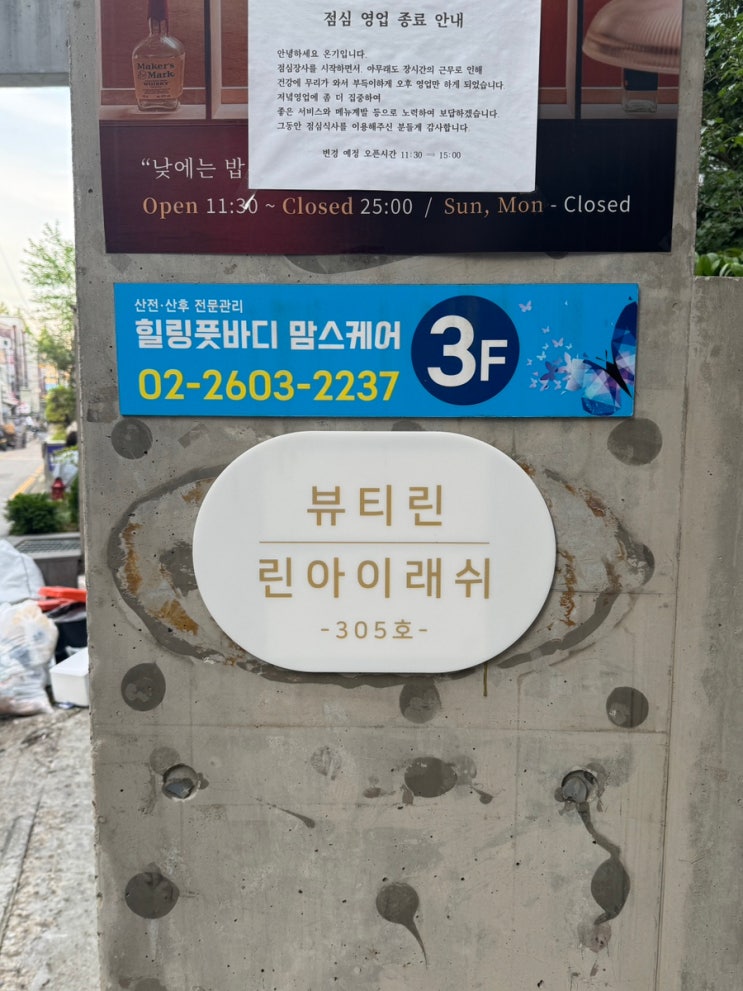 점심 영업 종료 안내
안녕하세요 온기입니다.
점심장사를 시작하면서, 아무래도 장시간의 근무로 인해
건강에 무리가 와서 부득이하게 오후 영업만 하게 되었습니다.
저녁영업에 좀 더 집중하여
좋은 서비스와 메뉴개발 등으로 노력하여 보답하겠습니다.
그동안 점심식사를 이용해주신 분들게 감사합니다.
변경 예정 오픈시간 11:30 → 15:00
Maker's
Mark
WHISKY
“낮에는 밥
Open 11:30 ~ Closed 25:00 / Sun, Mon - Closed
산전·산후 전문관리
힐링풋바디 맘스케어
02-2603-2237
3F
뷰티린
린아이래쉬
-305호-